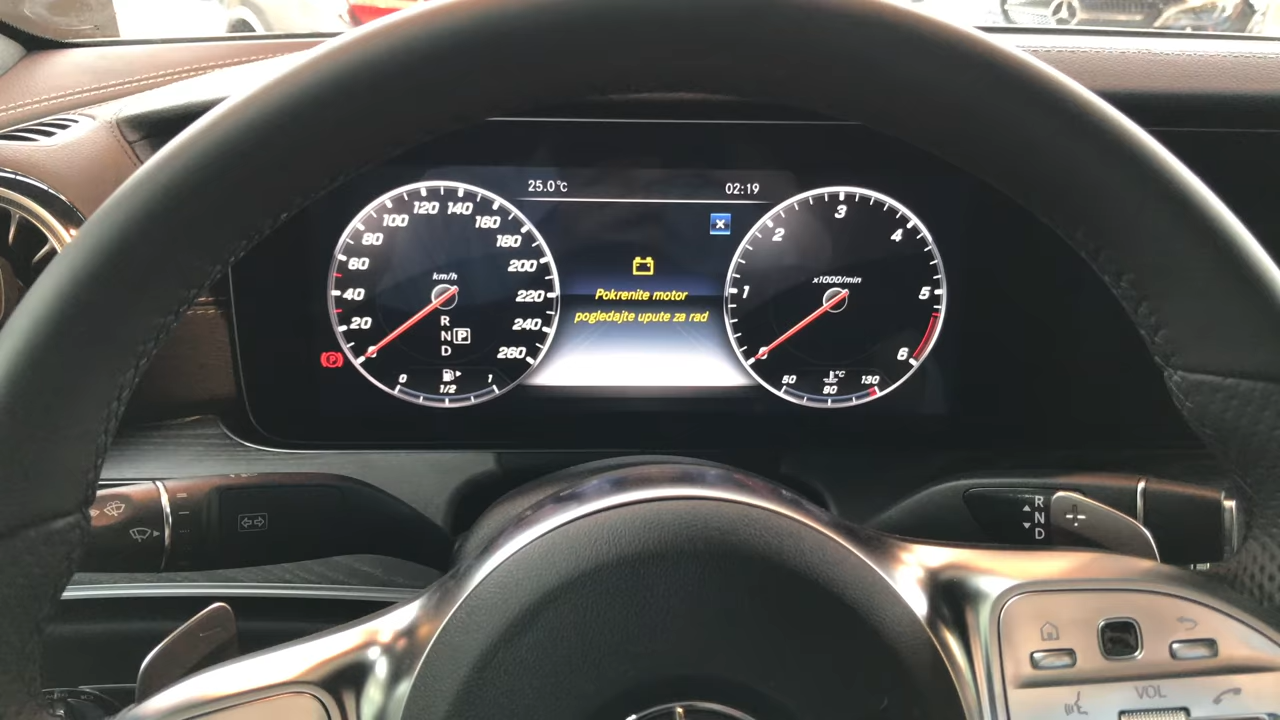 25.0°C 02:19
Pokrenite motor
pogledajte upute za rad
20 40 60 80 100 120 140 160 180 200 220 240 260
km/h
R
N P
D
0 1/2 1
P
1 2 3 4 5 6
x1000/min
°C
50 90 130
R
N
D
VOL